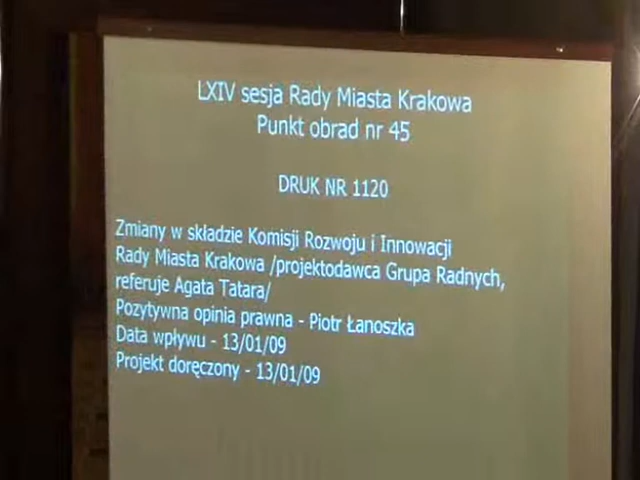 LXIV sesja Rady Miasta Krakowa
Punkt obrad nr 45
DRUK NR 1120
Zmiany w składzie Komisji Rozwoju i Innowacji
Rady Miasta Krakowa /projektodawca Grupa Radnych,
referuje Agata Tatara/
Pozytywna opinia prawna - Piotr Łanoszka
Data wpływu - 13/01/09
Projekt doręczony - 13/01/09